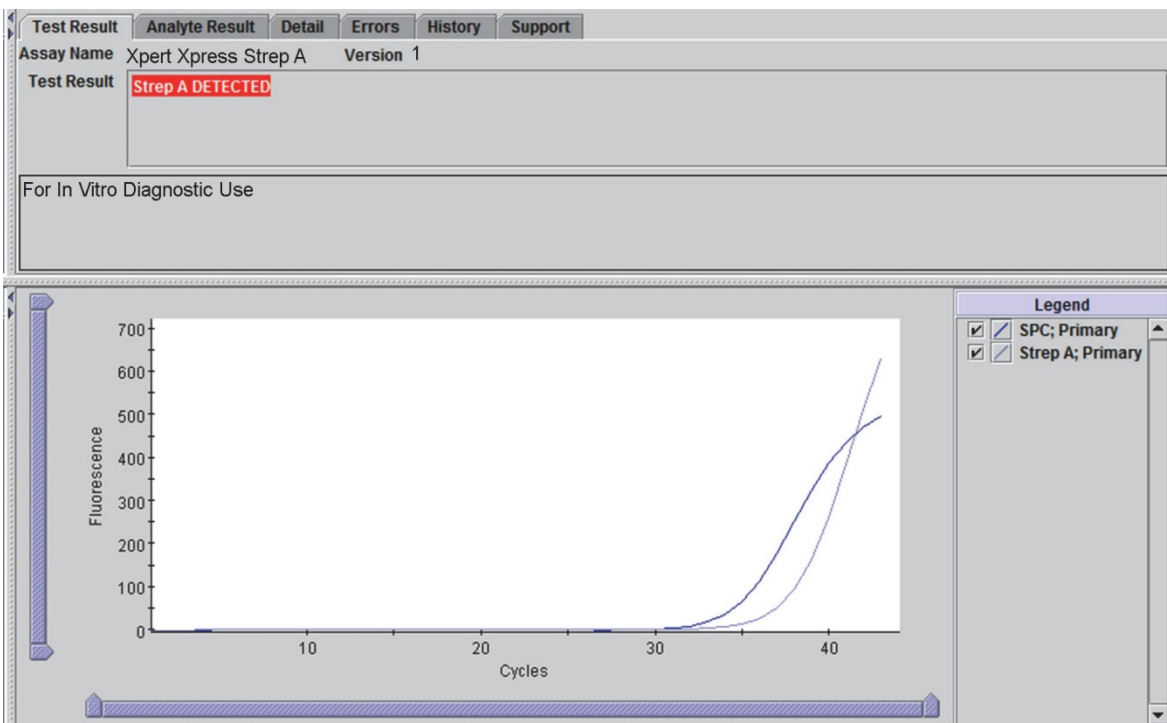 Test Result Analyte Result Detail Errors History Support
Assay Name Xpert Xpress Strep A Version 1
Test Result Strep A DETECTED
For In Vitro Diagnostic Use
Legend
SPC; Primary
Strep A; Primary
700
600
500
400
300
200
100
0
Fluorescence
10 20 30 40
Cycles